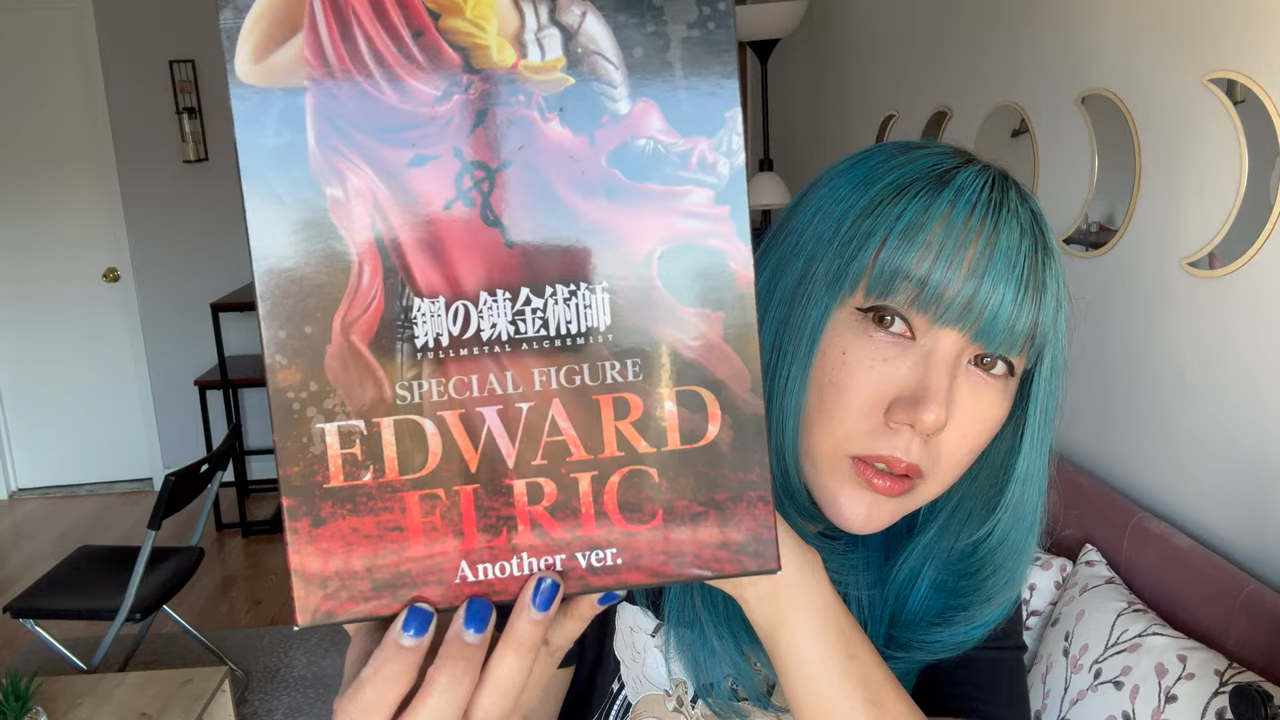 鋼の錬金術師
FULLMETAL ALCHEMIST
SPECIAL FIGURE
EDWARD
ELRIC
Another ver.